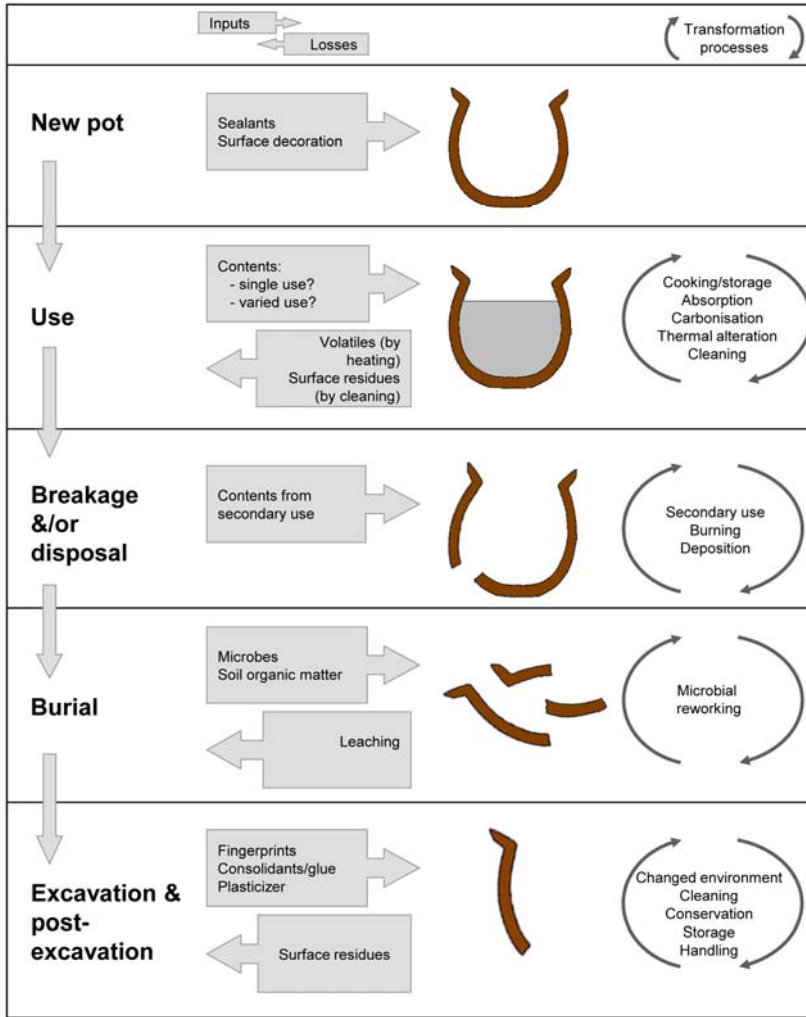 Inputs
Losses
Transformation
processes
New pot
Sealants
Surface decoration
Use
Contents:
- single use?
- varied use?
Volatiles (by
heating)
Surface residues
(by cleaning)
Cooking/storage
Absorption
Carbonisation
Thermal alteration
Cleaning
Breakage
&/or
disposal
Contents from
secondary use
Secondary use
Burning
Deposition
Burial
Microbes
Soil organic matter
Leaching
Microbial
reworking
Excavation &
post-
excavation
Fingerprints
Consolidants/glue
Plasticizer
Surface residues
Changed environment
Cleaning
Conservation
Storage
Handling